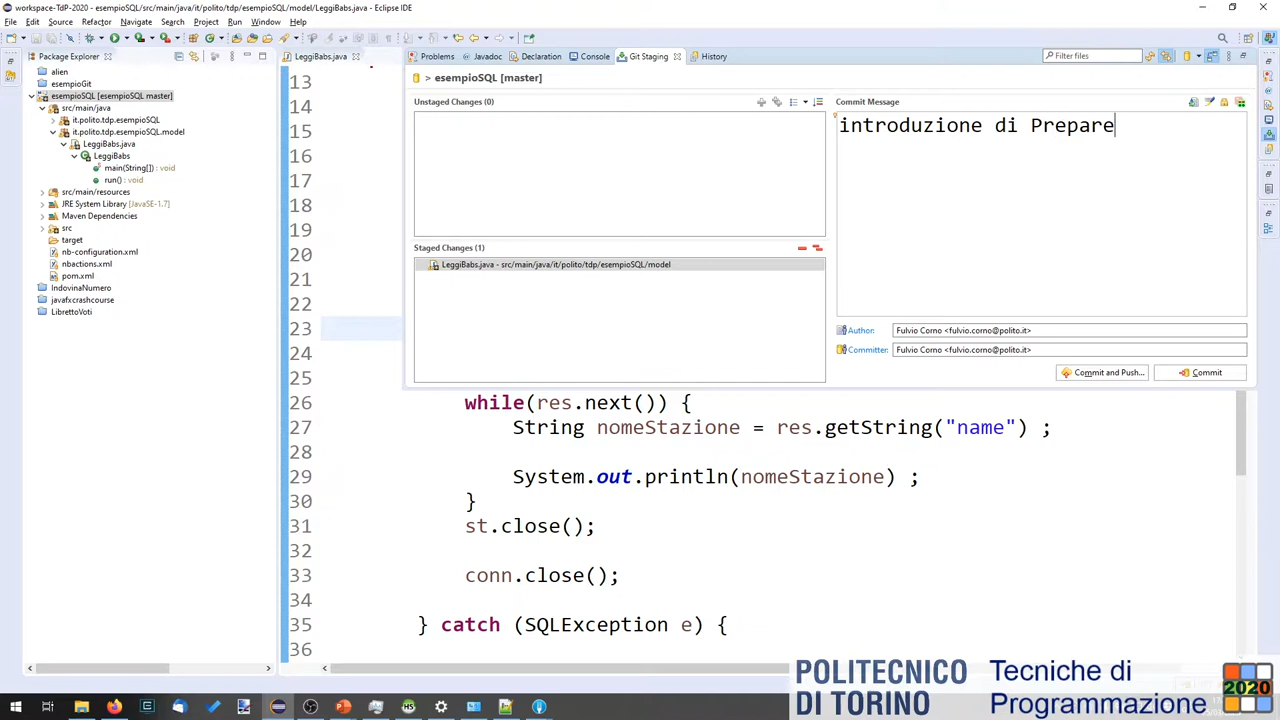 workspace-TdP-2020 - esempioSQL/src/main/java/it/polito/tdp/esempioSQL/model/LeggiBabs.java - Eclipse IDE
File Edit Source Refactor Navigate Search Project Run Window Help
Package Explorer
LeggiBabs.java
Problems Javadoc Declaration Console Git Staging History
Filter files
alien
esempioGit
esempioSQL [esempioSQL master]
src/main/java
it.polito.tdp.esempioSQL
it.polito.tdp.esempioSQL.model
LeggiBabs.java
LeggiBabs
main(String[]) : void
run() : void
src/main/resources
JRE System Library [JavaSE-1.7]
Maven Dependencies
src
target
nb-configuration.xml
nbactions.xml
pom.xml
IndovinaNumero
javafxcrashcourse
LibrettoVoti
> esempioSQL [master]
Unstaged Changes (0)
Staged Changes (1)
LeggiBabs.java - src/main/java/it/polito/tdp/esempioSQL/model
Commit Message
introduzione di Prepare
Author: Fulvio Corno <fulvio.corno@polito.it>
Committer: Fulvio Corno <fulvio.corno@polito.it>
Commit and Push... Commit
13
14
15
16
17
18
19
20
21
22
23
24
25
26 while(res.next()) {
27 String nomeStazione = res.getString("name") ;
28
29 System.out.println(nomeStazione) ;
30 }
31 st.close();
32
33 conn.close();
34
35 } catch (SQLException e) {
36
POLITECNICO
DI TORINO
Tecniche di
Programmazione
2020